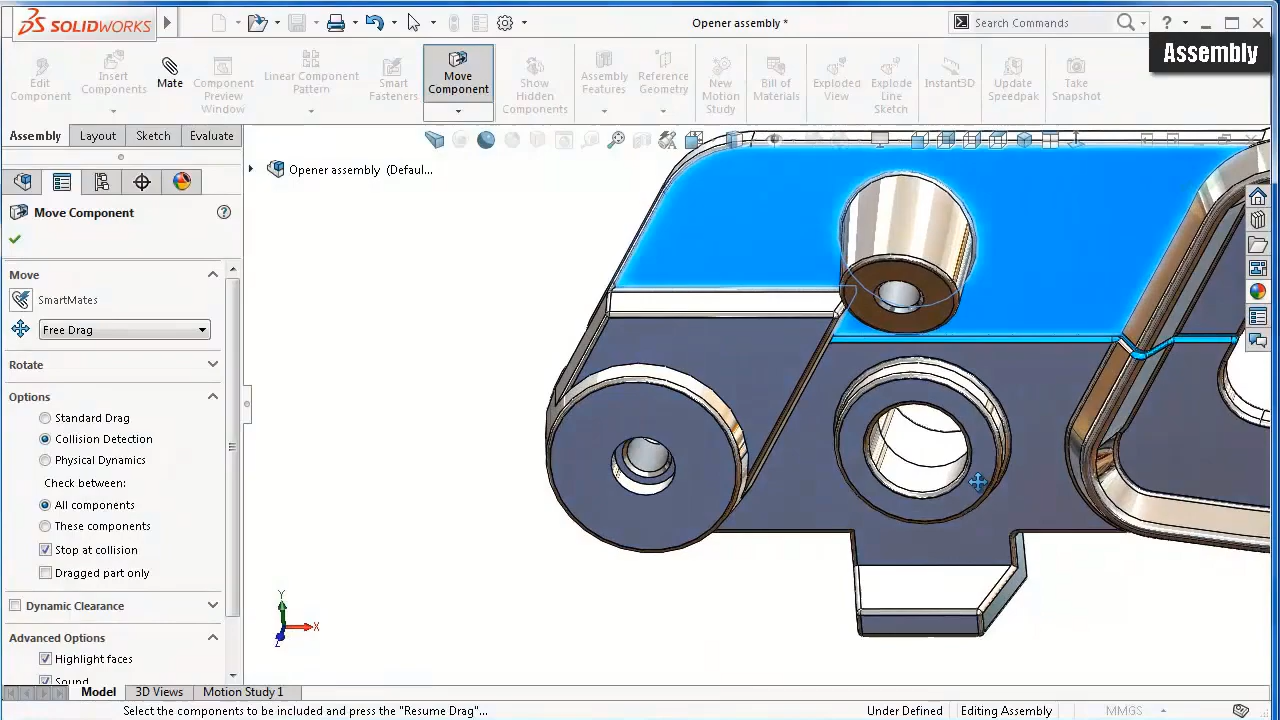 SOLIDWORKS
Opener assembly *
Search Commands
?
Assembly
Edit Component
Insert Components
Mate
Component Preview Window
Linear Component Pattern
Smart Fasteners
Move Component
Show Hidden Components
Assembly Features
Reference Geometry
New Motion Study
Bill of Materials
Exploded View
Explode Line Sketch
Instant3D
Update Speedpak
Take Snapshot
Assembly Layout Sketch Evaluate
Opener assembly (Defaul...
Move Component
?
Move
SmartMates
Free Drag
Rotate
Options
Standard Drag
Collision Detection
Physical Dynamics
Check between:
All components
These components
Stop at collision
Dragged part only
Dynamic Clearance
Advanced Options
Highlight faces
Sound
Y
X
Z
Model 3D Views Motion Study 1
Select the components to be included and press the "Resume Drag"...
Under Defined Editing Assembly MMGS